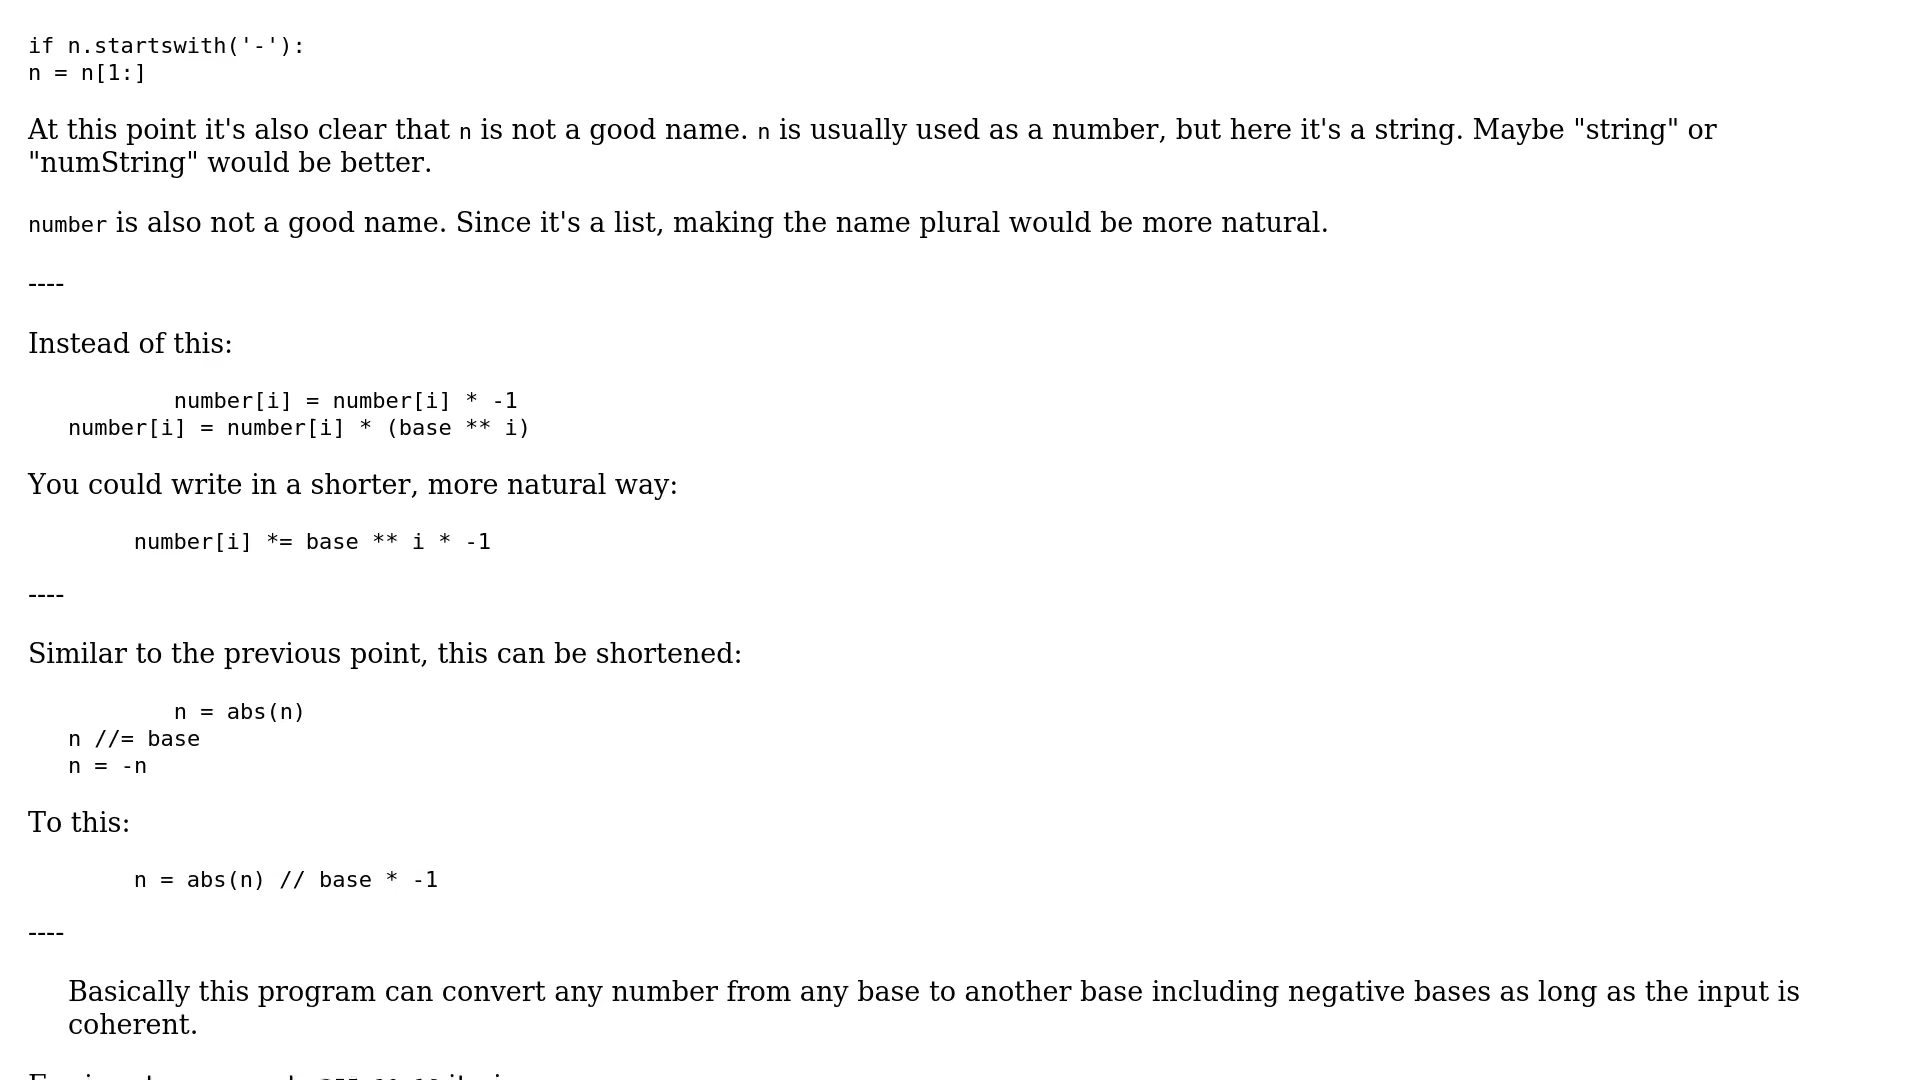 if n.startswith('-'):
n = n[1:]
At this point it's also clear that n is not a good name. n is usually used as a number, but here it's a string. Maybe "string" or
"numString" would be better.
number is also not a good name. Since it's a list, making the name plural would be more natural.
----
Instead of this:
number[i] = number[i] * -1
number[i] = number[i] * (base ** i)
You could write in a shorter, more natural way:
number[i] *= base ** i * -1
----
Similar to the previous point, this can be shortened:
n = abs(n)
n //= base
n = -n
To this:
n = abs(n) // base * -1
----
Basically this program can convert any number from any base to another base including negative bases as long as the input is
coherent.